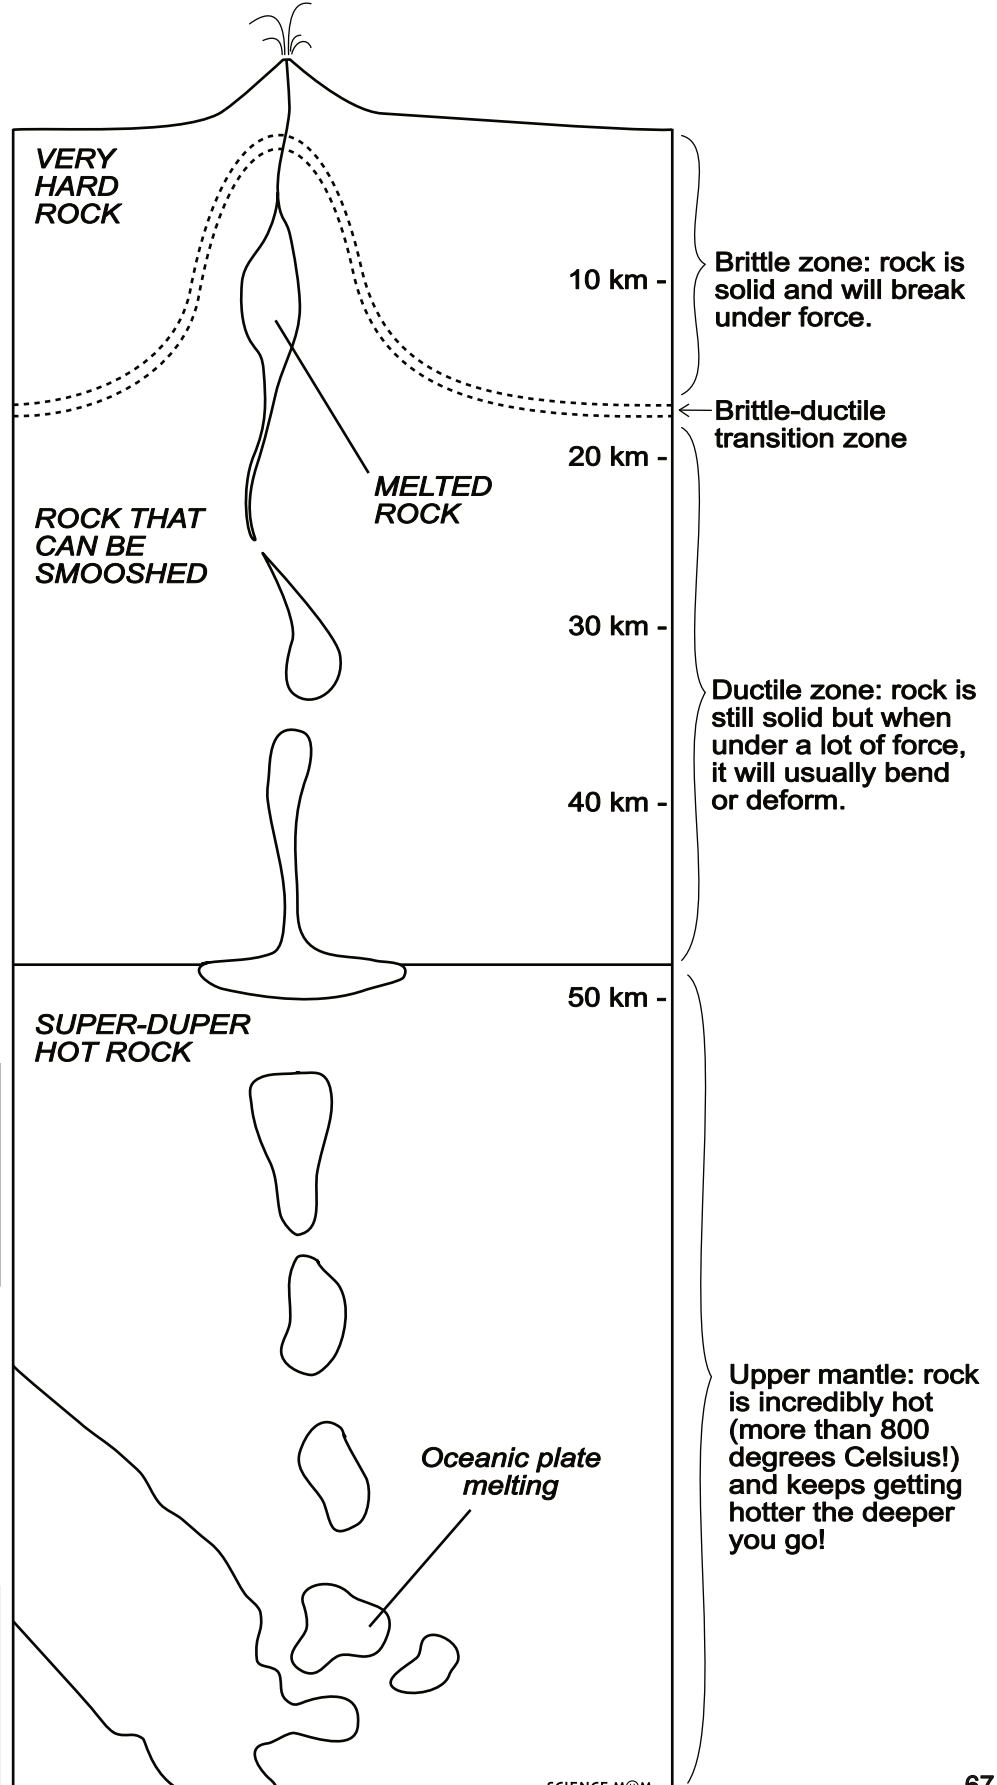 VERY
HARD
ROCK
10 km -
Brittle zone: rock is
solid and will break
under force.
Brittle-ductile
transition zone
20 km -
MELTED
ROCK
ROCK THAT
CAN BE
SMOOSHED
30 km -
Ductile zone: rock is
still solid but when
under a lot of force,
it will usually bend
or deform.
40 km -
50 km -
SUPER-DUPER
HOT ROCK
Upper mantle: rock
is incredibly hot
(more than 800
degrees Celsius!)
and keeps getting
hotter the deeper
you go!
Oceanic plate
melting
SCIENCE MOM
67